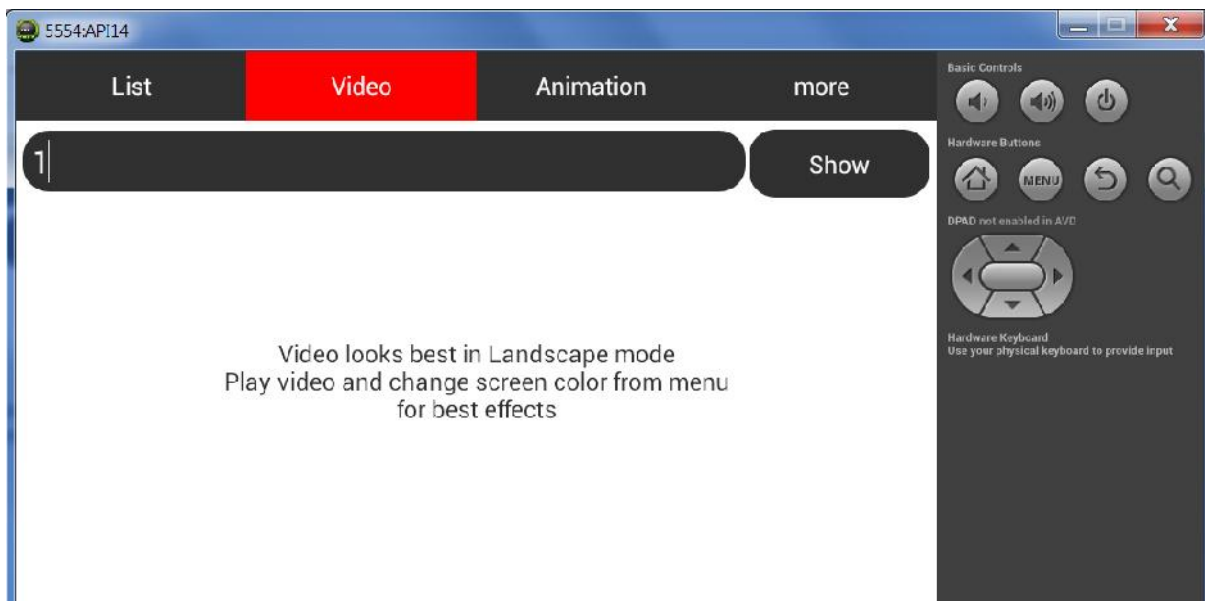 5554:API14
List
Video
Animation
more
1
Show
Video looks best in Landscape mode
Play video and change screen color from menu
for best effects
Basic Controls
Hardware Buttons
MENU
DPAD not enabled in AVD
Hardware Keyboard
Use your physical keyboard to provide input